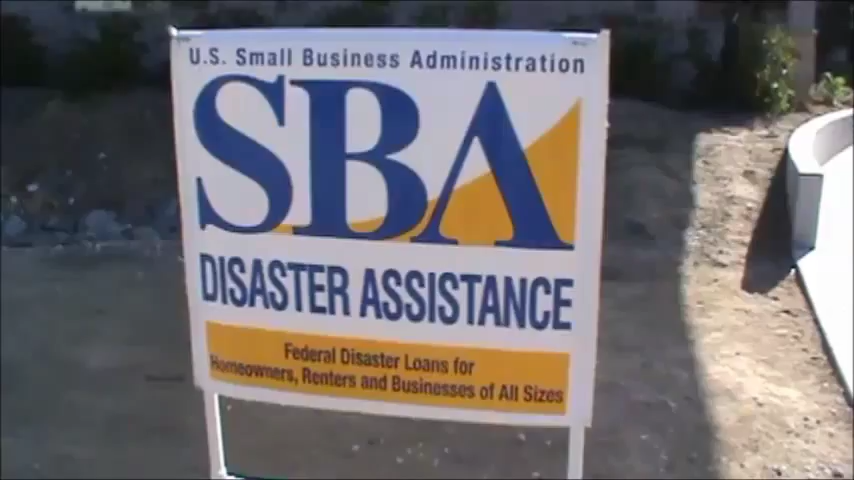 U.S. Small Business Administration
SBA
DISASTER ASSISTANCE
Federal Disaster Loans for
Homeowners, Renters and Businesses of All Sizes